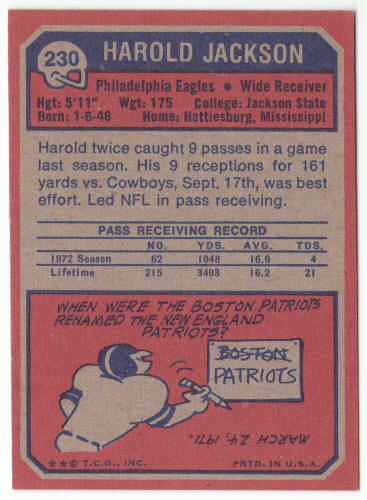 230
HAROLD JACKSON
Philadelphia Eagles • Wide Receiver
Hgt: 5'11" Wgt: 175 College: Jackson State
Born: 1-6-46 Home: Hattiesburg, Mississippi
Harold twice caught 9 passes in a game
last season. His 9 receptions for 161
yards vs. Cowboys, Sept. 17th, was best
effort. Led NFL in pass receiving.
PASS RECEIVING RECORD
NO. YDS. AVG. TDS.
1972 Season 62 1048 16.9 4
Lifetime 215 3493 16.2 21
WHEN WERE THE BOSTON PATRIOTS
RENAMED THE NEW ENGLAND
PATRIOTS?
BOSTON
PATRIOTS
MARCH 24, 1971.
**© T.C.G., INC. PRTD. IN U.S.A.